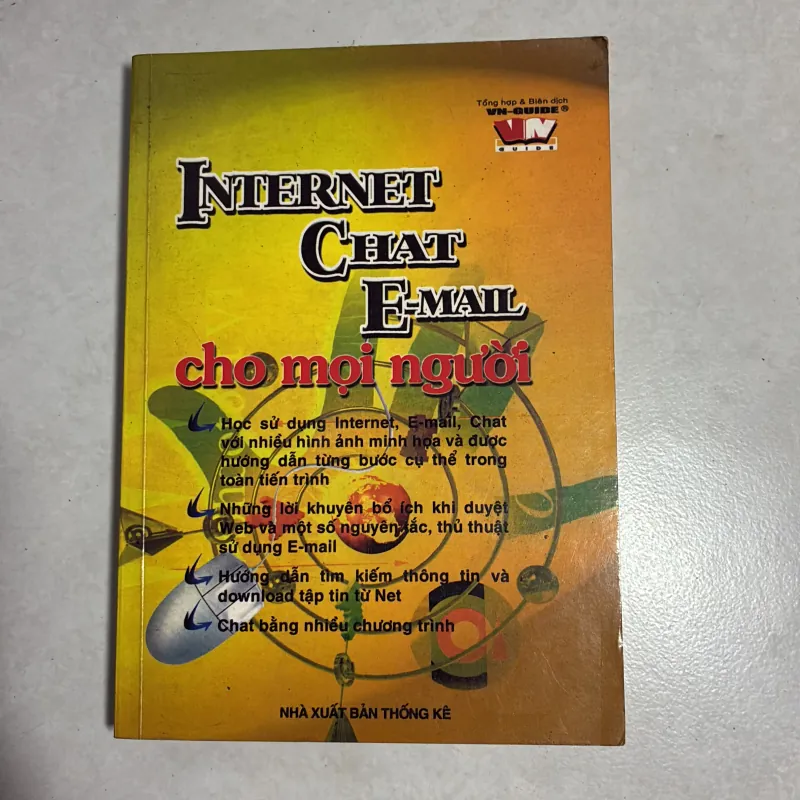 Tổng hợp & Biên dịch
VN-GUIDE®
VN
GUIDE
INTERNET
CHAT
E-MAIL
cho mọi người
Học sử dụng Internet, E-mail, Chat
với nhiều hình ảnh minh họa và được
hướng dẫn từng bước cụ thể trong
toàn tiến trình
Những lời khuyên bổ ích khi duyệt
Web và một số nguyên tắc, thủ thuật
sử dụng E-mail
Hướng dẫn tìm kiếm thông tin và
download tập tin từ Net
Chat bằng nhiều chương trình
NHÀ XUẤT BẢN THỐNG KÊ